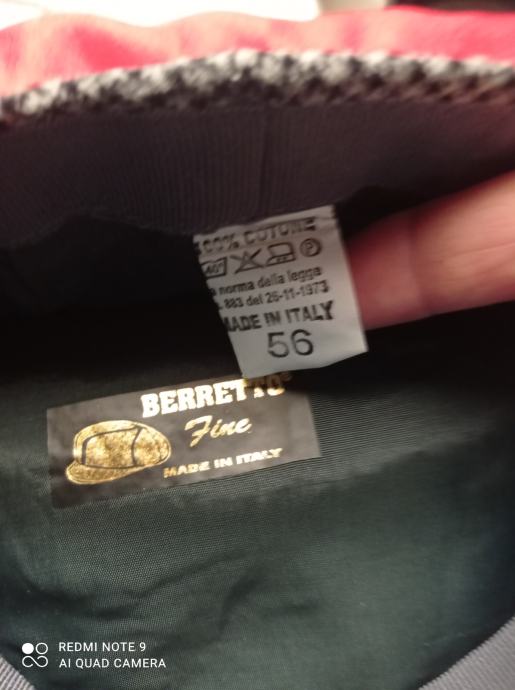 100% COTONE
40°
P
a norma della legge
883 del 26-11-1973
MADE IN ITALY
56
BERRETTO
Fine
MADE IN ITALY
REDMI NOTE 9
AI QUAD CAMERA